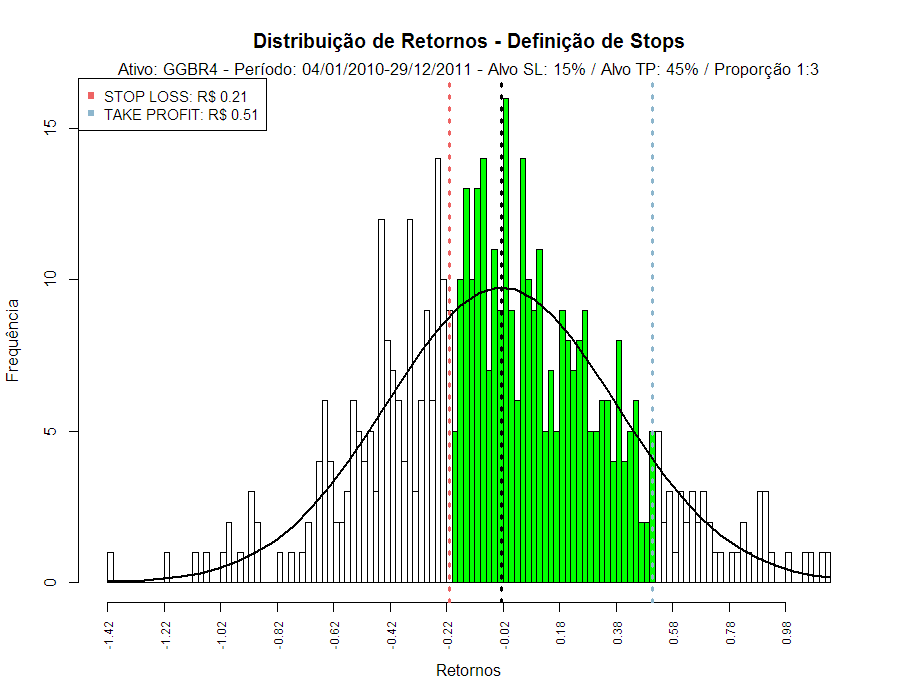 Distribuição de Retornos - Definição de Stops
Ativo: GGBR4 - Período: 04/01/2010-29/12/2011 - Alvo SL: 15% / Alvo TP: 45% / Proporção 1:3
STOP LOSS: R$ 0.21
TAKE PROFIT: R$ 0.51
Frequência
15
10
5
0
-1.42
-1.22
-1.02
-0.82
-0.62
-0.42
-0.22
-0.02
0.18
0.38
0.58
0.78
0.98
Retornos